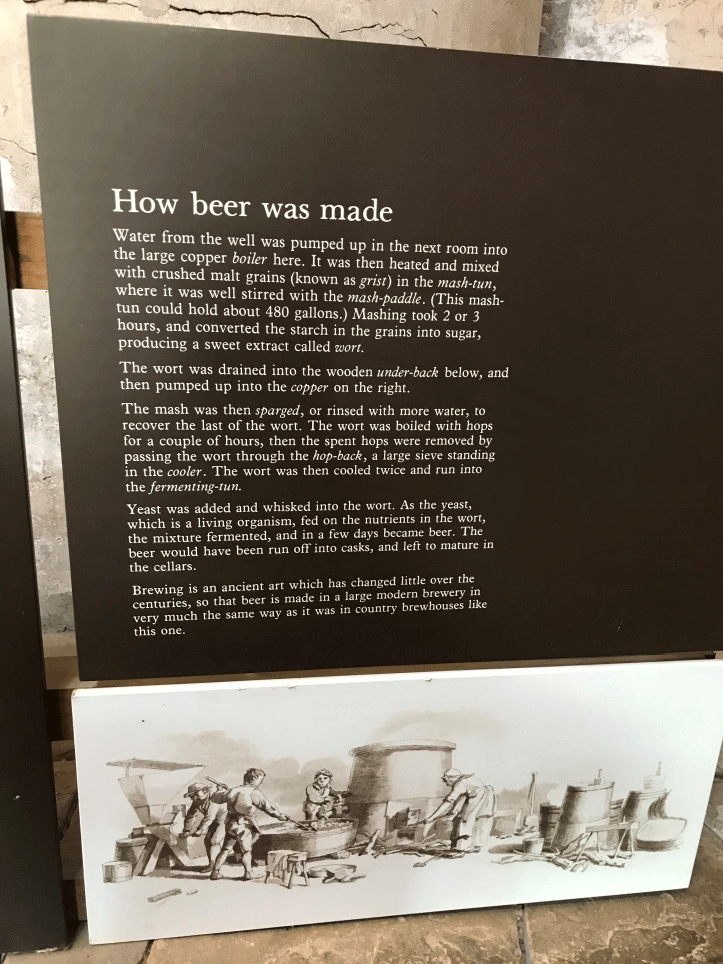 How beer was made
Water from the well was pumped up in the next room into
the large copper boiler here. It was then heated and mixed
with crushed malt grains (known as grist) in the mash-tun,
where it was well stirred with the mash-paddle. (This mash-
tun could hold about 480 gallons.) Mashing took 2 or 3
hours, and converted the starch in the grains into sugar,
producing a sweet extract called wort.
The wort was drained into the wooden under-back below, and
then pumped up into the copper on the right.
The mash was then sparged, or rinsed with more water, to
recover the last of the wort. The wort was boiled with hops
for a couple of hours, then the spent hops were removed by
passing the wort through the hop-back, a large sieve standing
in the cooler. The wort was then cooled twice and run into
the fermenting-tun.
Yeast was added and whisked into the wort. As the yeast,
which is a living organism, fed on the nutrients in the wort,
the mixture fermented, and in a few days became beer. The
beer would have been run off into casks, and left to mature in
the cellars.
Brewing is an ancient art which has changed little over the
centuries, so that beer is made in a large modern brewery in
very much the same way as it was in country brewhouses like
this one.